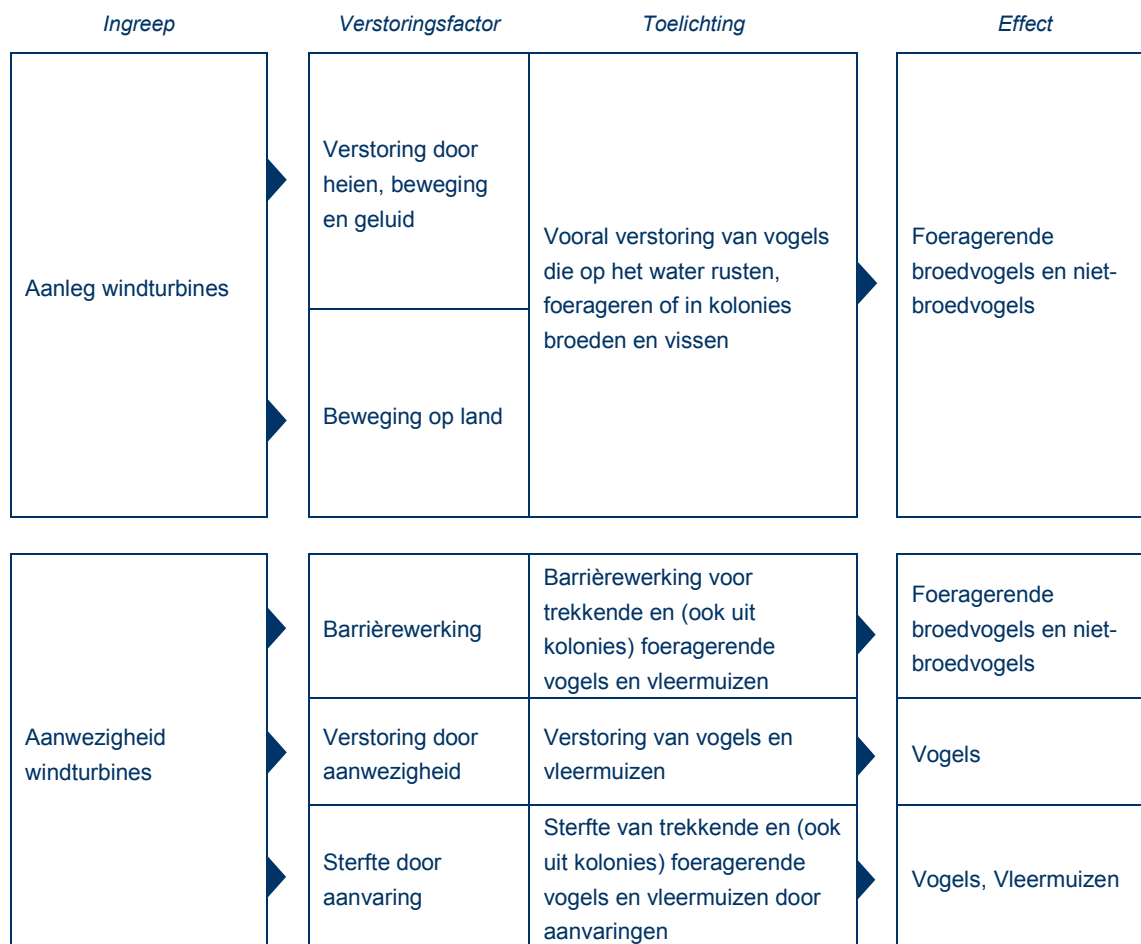 Ingreep
Verstoringsfactor
Toelichting
Effect
Aanleg windturbines
Verstoring door
heien, beweging
en geluid
Beweging op land
Vooral verstoring van vogels
die op het water rusten,
foerageren of in kolonies
broeden en vissen
Foeragerende
broedvogels en niet-
broedvogels
Aanwezigheid
windturbines
Barrièrewerking
Barrièrewerking voor
trekkende en (ook uit
kolonies) foeragerende
vogels en vleermuizen
Foeragerende
broedvogels en niet-
broedvogels
Verstoring door
aanwezigheid
Verstoring van vogels en
vleermuizen
Vogels
Sterfte door
aanvaring
Sterfte van trekkende en (ook
uit kolonies) foeragerende
vogels en vleermuizen door
aanvaringen
Vogels, Vleermuizen